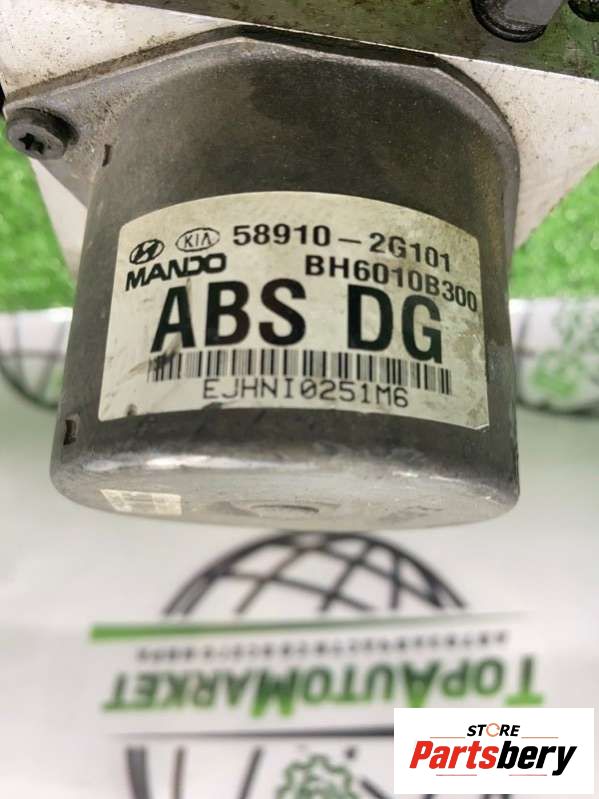 KIA 58910-2G101
MANDO BH6010B300
ABS DG
EJHNI0251M6
TOPAUTOMARKET
STORE
Partsbery